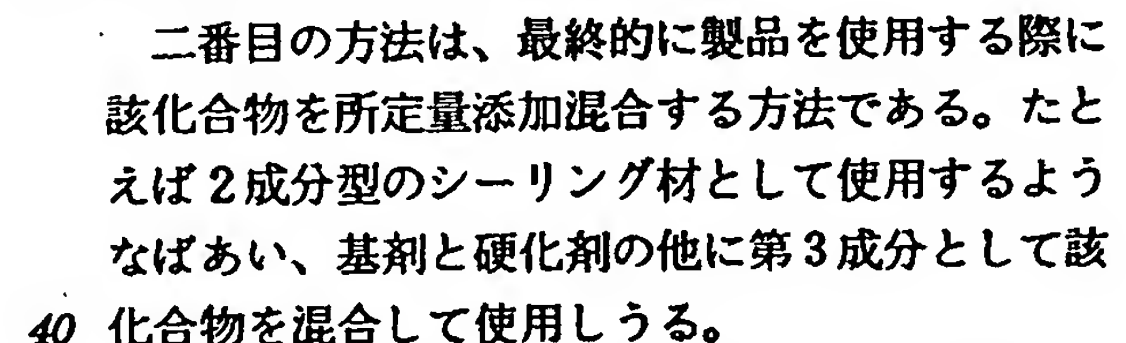 二番目の方法は、最終的に製品を使用する際に
該化合物を所定量添加混合する方法である。たと
えば2成分型のシーリング材として使用するよう
なばあい、基剤と硬化剤の他に第3成分として該
40 化合物を混合して使用しうる。